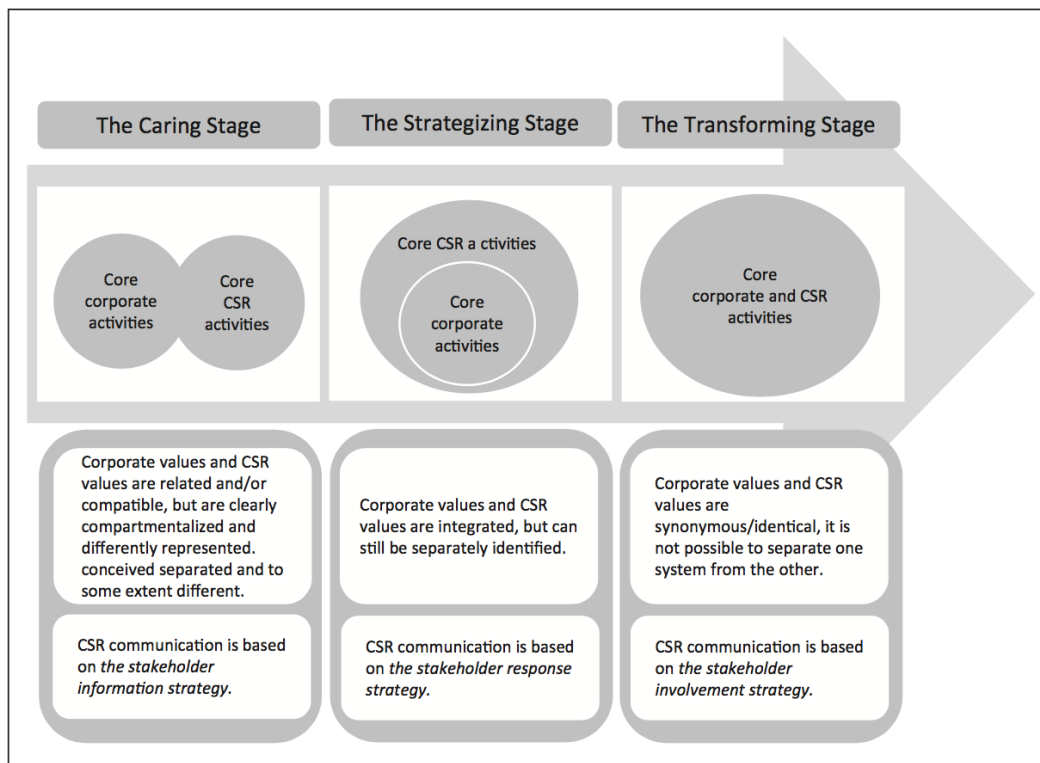 The Caring Stage
The Strategizing Stage
The Transforming Stage
Core
corporate
activities
Core
CSR
activities
Core CSR a ctivities
Core
corporate
activities
Core
corporate and CSR
activities
Corporate values and CSR
values are related and/or
compatible, but are clearly
compartmentalized and
differently represented.
conceived separated and to
some extent different.
Corporate values and CSR
values are integrated, but can
still be separately identified.
Corporate values and CSR
values are
synonymous/identical, it is
not possible to separate one
system from the other.
CSR communication is based
on the stakeholder
information strategy.
CSR communication is based
on the stakeholder response
strategy.
CSR communication is based
on the stakeholder
involvement strategy.